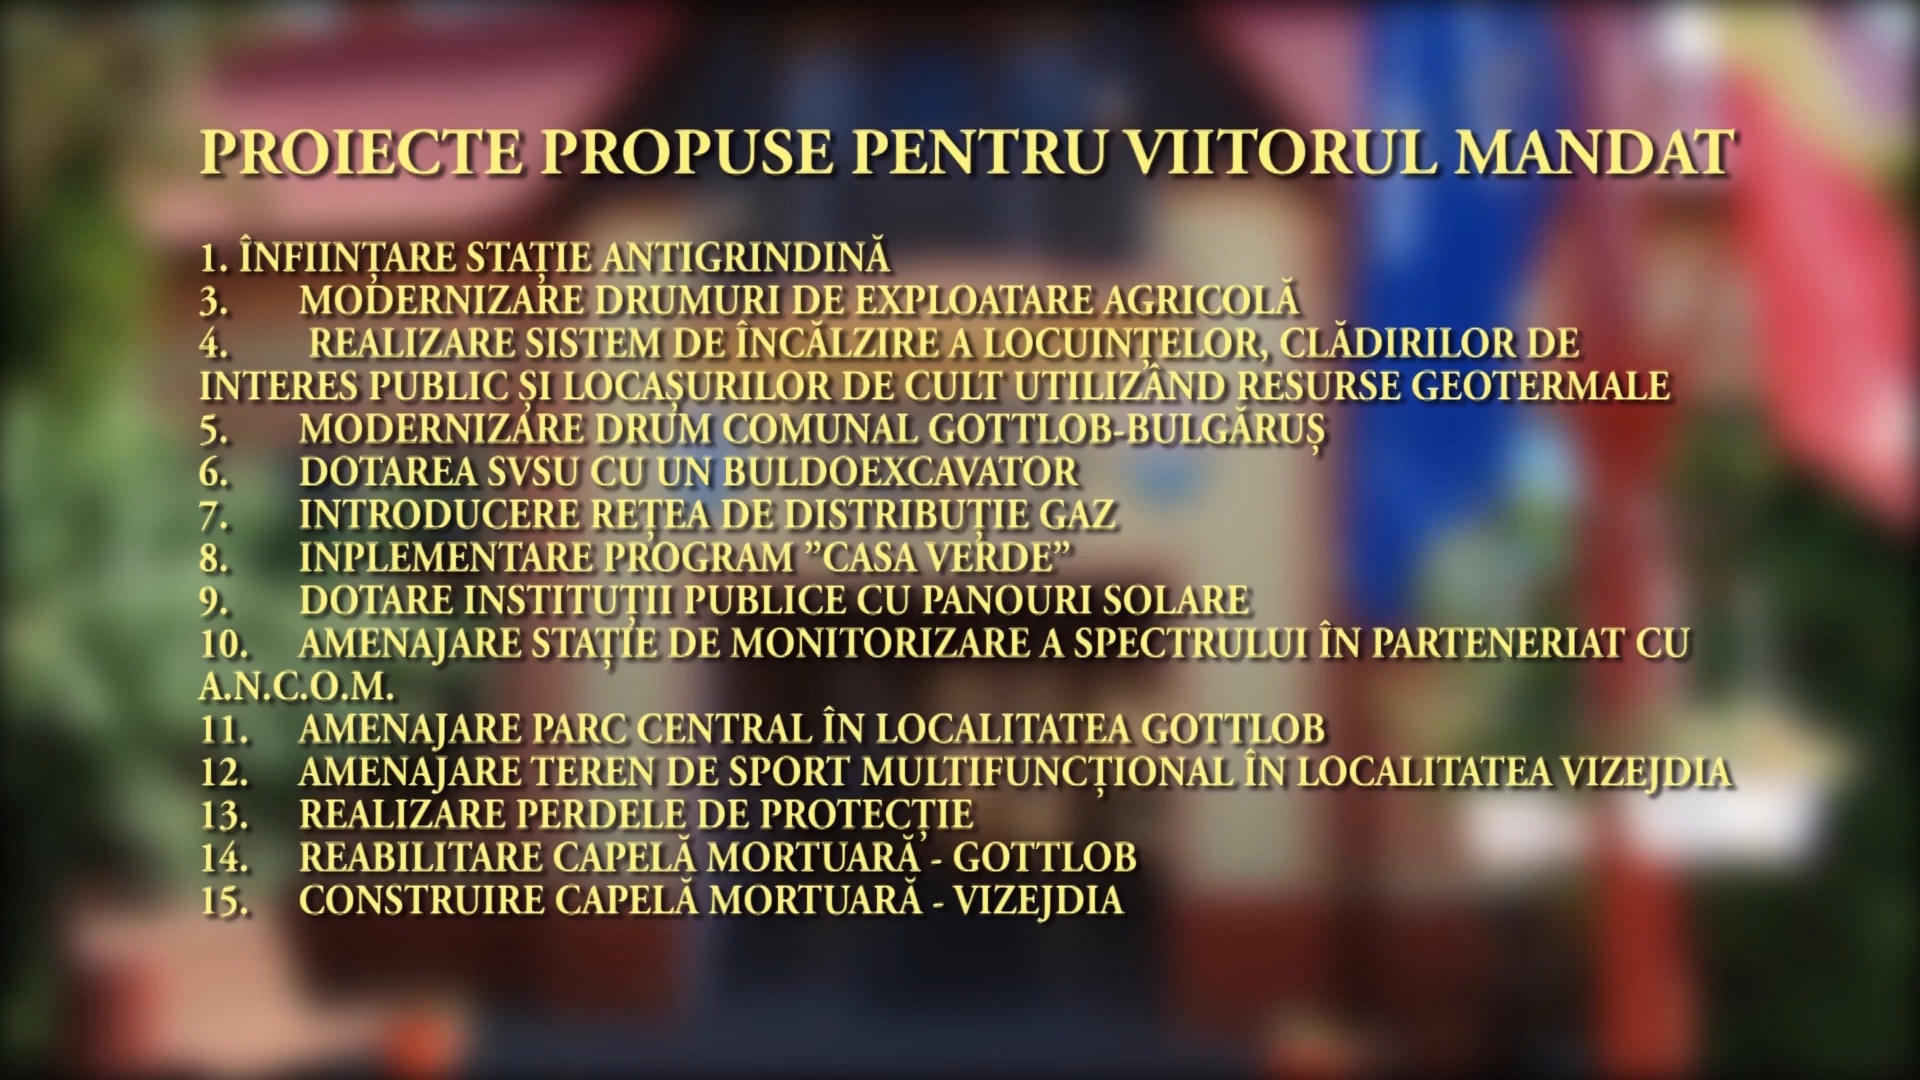 PROIECTE PROPUSE PENTRU VIITORUL MANDAT
1. ÎNFIINȚARE STAȚIE ANTIGRINDINĂ
3. MODERNIZARE DRUMURI DE EXPLOATARE AGRICOLĂ
4. REALIZARE SISTEM DE ÎNCĂLZIRE A LOCUINȚELOR, CLĂDIRILOR DE
INTERES PUBLIC ȘI LOCAȘURILOR DE CULT UTILIZÂND RESURSE GEOTERMALE
5. MODERNIZARE DRUM COMUNAL GOTTLOB-BULGĂRUȘ
6. DOTAREA SVSU CU UN BULDOEXCAVATOR
7. INTRODUCERE REȚEA DE DISTRIBUȚIE GAZ
8. INPLEMENTARE PROGRAM ”CASA VERDE”
9. DOTARE INSTITUȚII PUBLICE CU PANOURI SOLARE
10. AMENAJARE STAȚIE DE MONITORIZARE A SPECTRULUI ÎN PARTENERIAT CU
A.N.C.O.M.
11. AMENAJARE PARC CENTRAL ÎN LOCALITATEA GOTTLOB
12. AMENAJARE TEREN DE SPORT MULTIFUNCȚIONAL ÎN LOCALITATEA VIZEJDIA
13. REALIZARE PERDELE DE PROTECȚIE
14. REABILITARE CAPELĂ MORTUARĂ - GOTTLOB
15. CONSTRUIRE CAPELĂ MORTUARĂ - VIZEJDIA